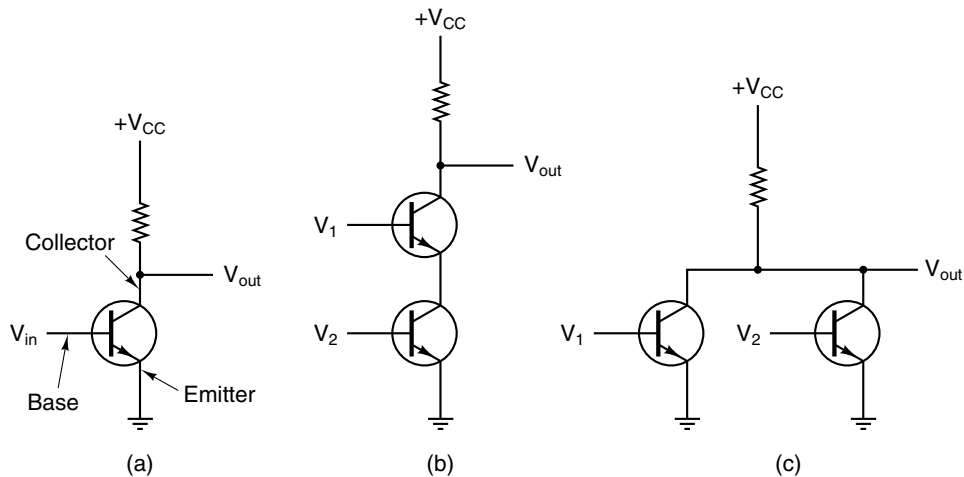 +VCC
Collector
Vout
Vin
Base
Emitter
(a)
+VCC
Vout
V1
V2
(b)
+VCC
Vout
V1
V2
(c)